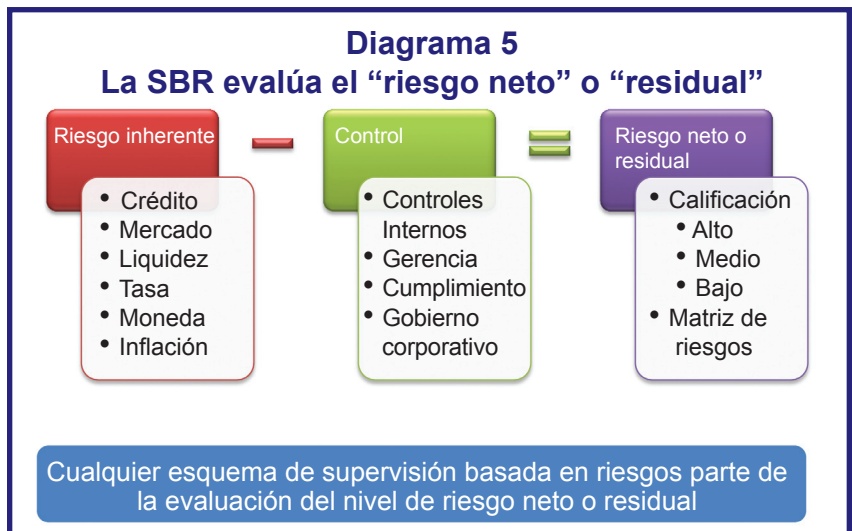 Diagrama 5
La SBR evalúa el “riesgo neto” o “residual”
Riesgo inherente
• Crédito
• Mercado
• Liquidez
• Tasa
• Moneda
• Inflación
Control
• Controles
Internos
• Gerencia
• Cumplimiento
• Gobierno
corporativo
Riesgo neto o
residual
• Calificación
• Alto
• Medio
• Bajo
• Matriz de
riesgos
Cualquier esquema de supervisión basada en riesgos parte de
la evaluación del nivel de riesgo neto o residual